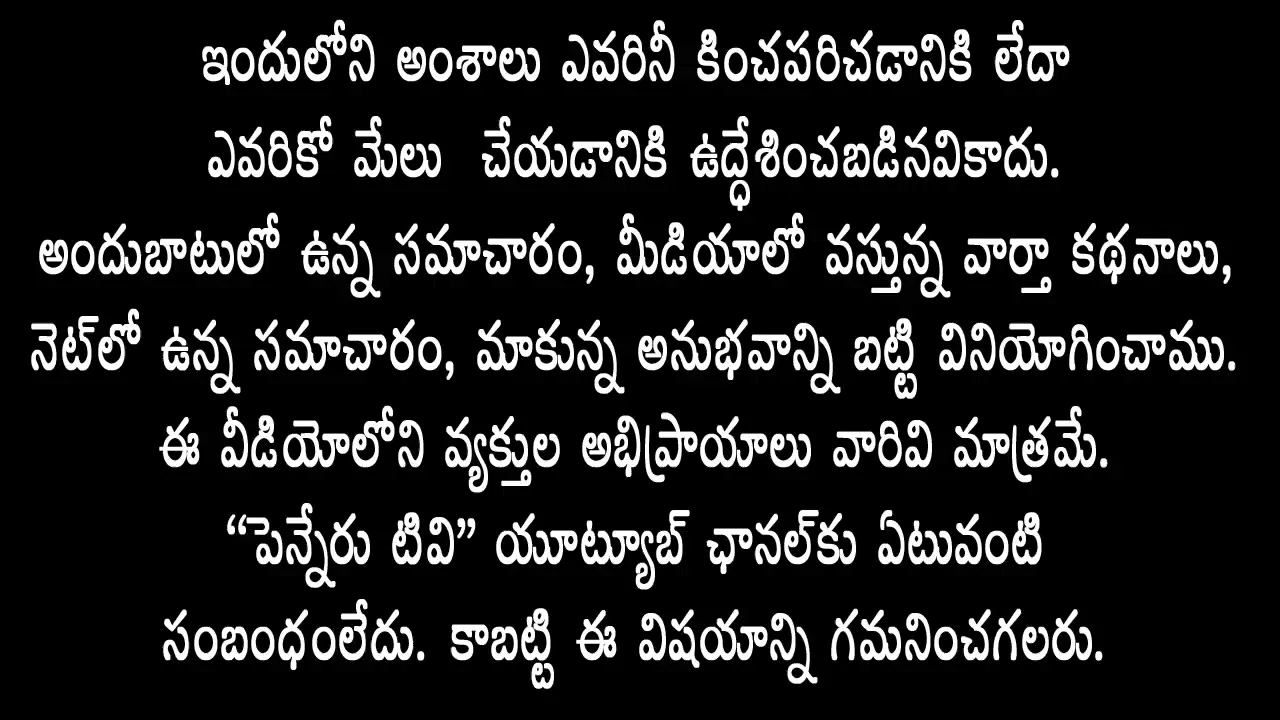 ఇందులోని అంశాలు ఎవరినీ కించపరిచడానికి లేదా
ఎవరికో మేలు చేయడానికి ఉద్ధేశించబడినవికాదు.
అందుబాటులో ఉన్న సమాచారం, మీడియాలో వస్తున్న వార్తా కథనాలు,
నెట్‌లో ఉన్న సమాచారం, మాకున్న అనుభవాన్ని బట్టి వినియోగించాము.
ఈ వీడియోలోని వ్యక్తుల అభిప్రాయాలు వారివి మాత్రమే.
“పెన్నేరు టివి” యూట్యూబ్ ఛానల్‌కు ఏటువంటి
సంబంధంలేదు. కాబట్టి ఈ విషయాన్ని గమనించగలరు.